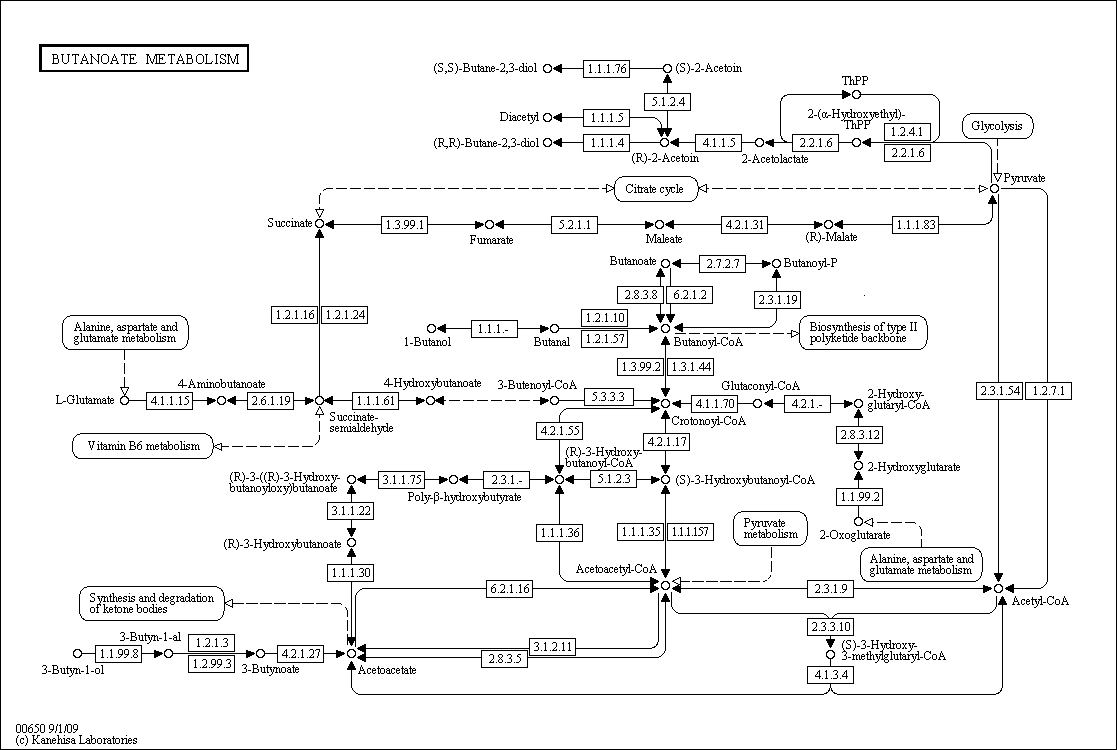 BUTANOATE METABOLISM
(S,S)-Butane-2,3-diol
1.1.1.76
(S)-2-Acetoin
ThPP
5.1.2.4
2-(α-Hydroxyethyl)-
ThPP
Diacetyl
1.1.1.5
Glycolysis
1.2.4.1
(R,R)-Butane-2,3-diol
1.1.1.4
(R)-2-Acetoin
4.1.1.5
2-Acetolactate
2.2.1.6
2.2.1.6
Citrate cycle
Pyruvate
Succinate
1.3.99.1
Fumarate
5.2.1.1
Maleate
4.2.1.31
(R)-Malate
1.1.1.83
Butanoate
2.7.2.7
Butanoyl-P
2.8.3.8
6.2.1.2
2.3.1.19
1.2.1.16
1.2.1.24
Alanine, aspartate and
glutamate metabolism
1-Butanol
1.1.1.-
Butanal
1.2.1.10
1.2.1.57
Butanoyl-CoA
Biosynthesis of type II
polyketide backbone
1.3.99.2
1.3.1.44
L-Glutamate
4.1.1.15
4-Aminobutanoate
2.6.1.19
Succinate-
semialdehyde
1.1.1.61
4-Hydroxybutanoate
3-Butenoyl-CoA
5.3.3.3
Crotonoyl-CoA
4.1.1.70
Glutaconyl-CoA
4.2.1.-
2-Hydroxy-
glutaryl-CoA
2.3.1.54
1.2.7.1
Vitamin B6 metabolism
4.2.1.55
4.2.1.17
2.8.3.12
(R)-3-Hydroxy-
butanoyl-CoA
2-Hydroxyglutarate
(R)-3-((R)-3-Hydroxy-
butanoyloxy)butanoate
3.1.1.75
Poly-β-hydroxybutyrate
2.3.1.-
5.1.2.3
(S)-3-Hydroxybutanoyl-CoA
1.1.99.2
3.1.1.22
1.1.1.36
1.1.1.35
1.1.1.157
Pyruvate
metabolism
2-Oxoglutarate
(R)-3-Hydroxybutanoate
Alanine, aspartate and
glutamate metabolism
1.1.1.30
Acetoacetyl-CoA
6.2.1.16
2.3.1.9
Acetyl-CoA
Synthesis and degradation
of ketone bodies
2.3.3.10
3-Butyn-1-al
1.2.1.3
3-Butyn-1-ol
1.1.99.8
1.2.99.3
3-Butynoate
4.2.1.27
Acetoacetate
3.1.2.11
2.8.3.5
(S)-3-Hydroxy-
3-methylglutaryl-CoA
4.1.3.4
00650 9/1/09
(c) Kanehisa Laboratories